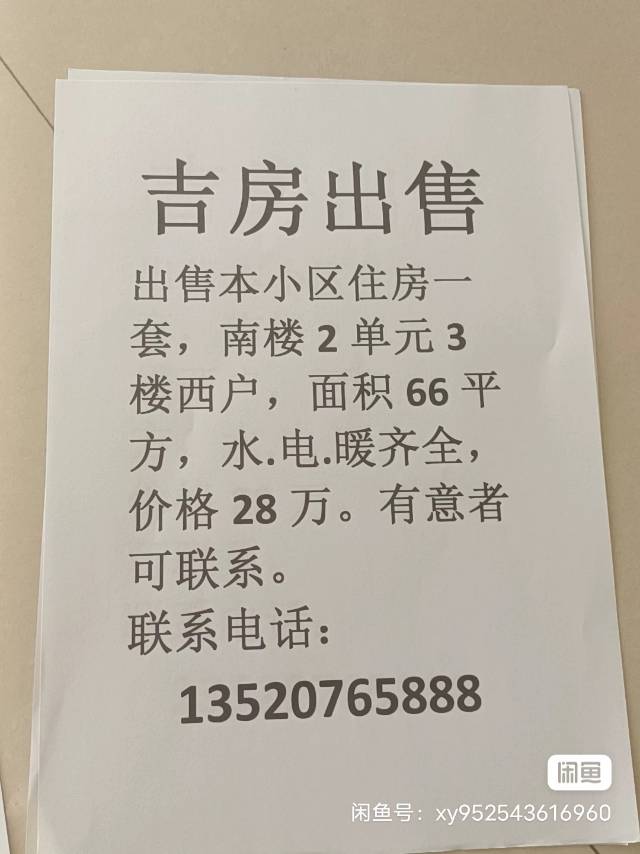 吉房出售
出售本小区住房一
套，南楼 2 单元 3
楼西户，面积 66 平
方，水.电.暖齐全，
价格 28 万。有意者
可联系。
联系电话：
13520765888
闲鱼
闲鱼号：xy952543616960